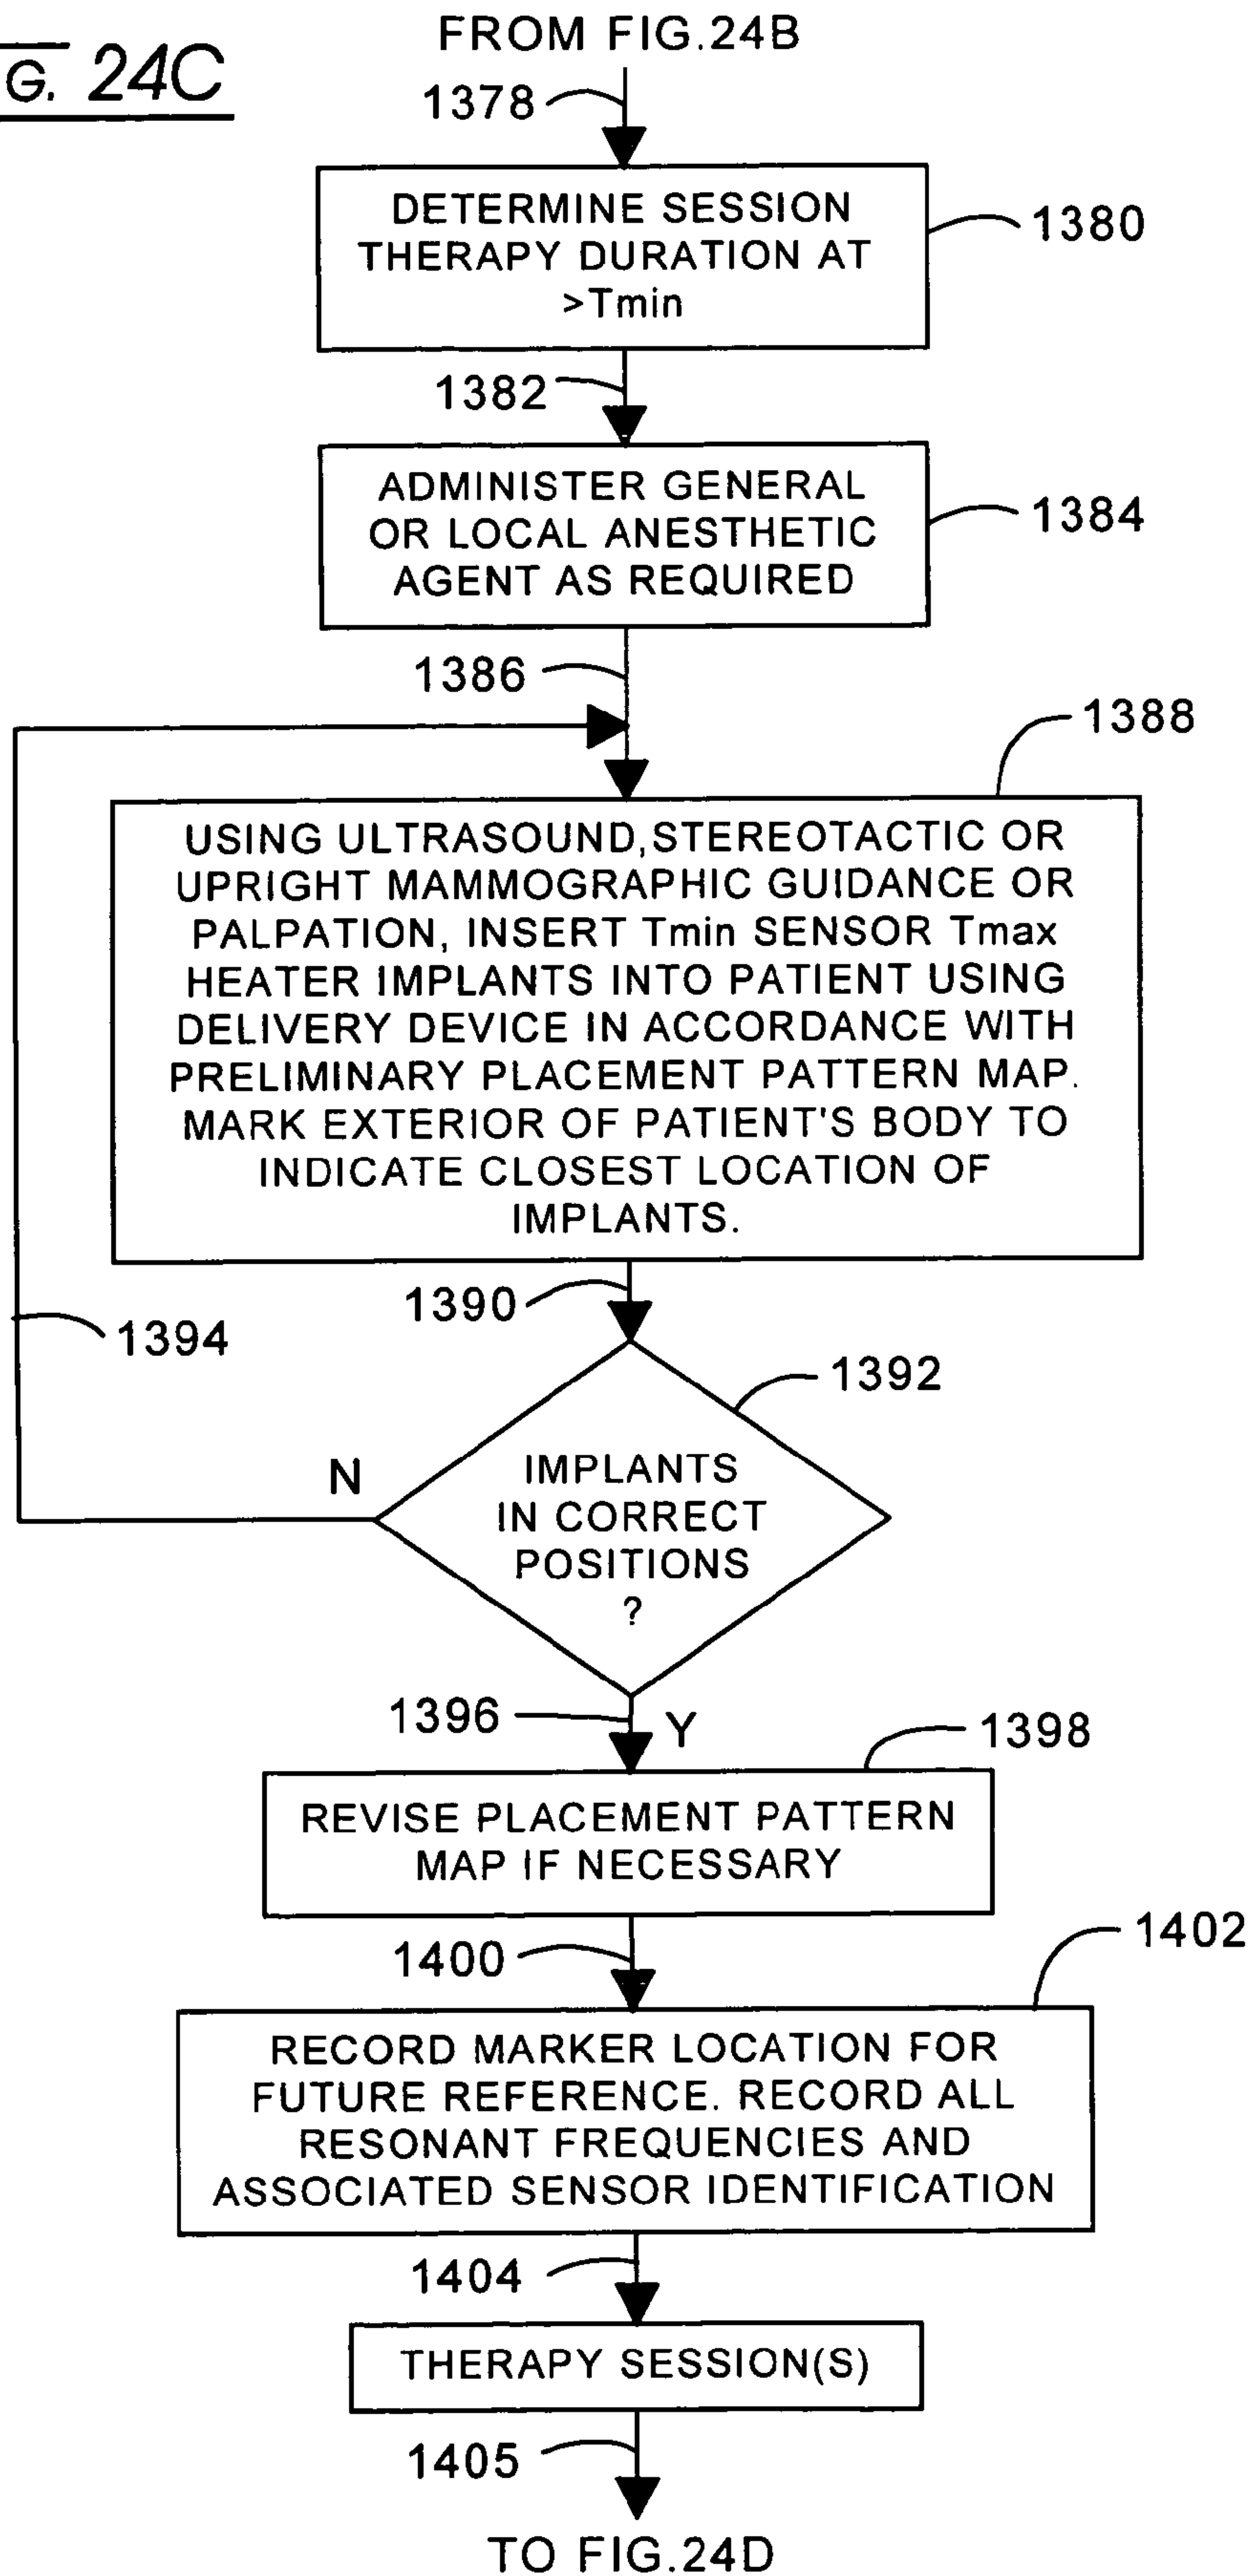 FROM FIG.24B
G. 24C
1378
DETERMINE SESSION
THERAPY DURATION AT
>Tmin
1380
1382
ADMINISTER GENERAL
OR LOCAL ANESTHETIC
AGENT AS REQUIRED
1384
1386
1388
USING ULTRASOUND, STEREOTACTIC OR
UPRIGHT MAMMOGRAPHIC GUIDANCE OR
PALPATION, INSERT Tmin SENSOR Tmax
HEATER IMPLANTS INTO PATIENT USING
DELIVERY DEVICE IN ACCORDANCE WITH
PRELIMINARY PLACEMENT PATTERN MAP.
MARK EXTERIOR OF PATIENT'S BODY TO
INDICATE CLOSEST LOCATION OF
IMPLANTS.
1390
1394
1392
N
IMPLANTS
IN CORRECT
POSITIONS
?
1396
Y
1398
REVISE PLACEMENT PATTERN
MAP IF NECESSARY
1400
1402
RECORD MARKER LOCATION FOR
FUTURE REFERENCE. RECORD ALL
RESONANT FREQUENCIES AND
ASSOCIATED SENSOR IDENTIFICATION
1404
THERAPY SESSION(S)
1405
TO FIG.24D